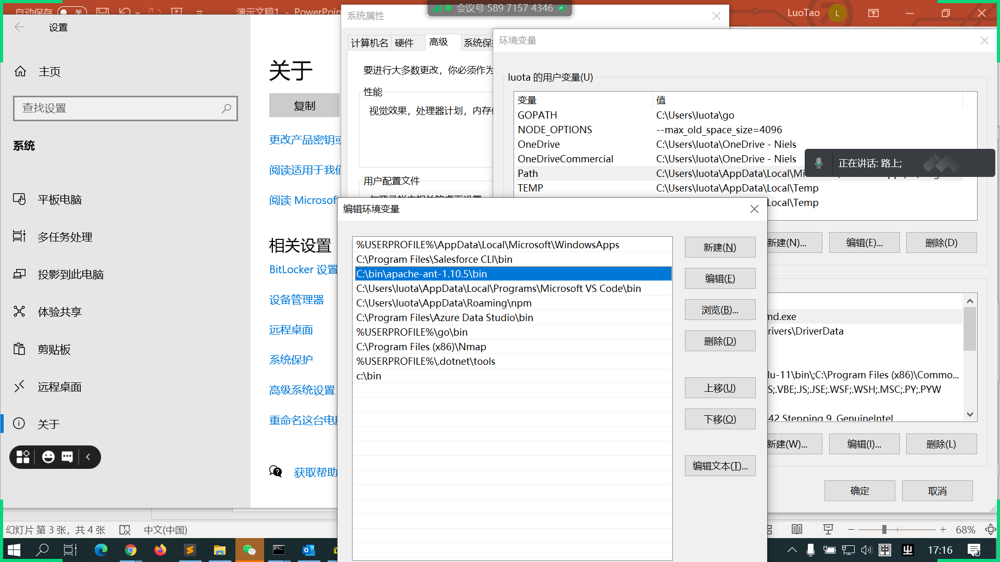 自动保存 关
演示文稿1 - PowerPoin
会议号 589 7157 4346
LuoTao
L
设置
主页
查找设置
系统
平板电脑
多任务处理
投影到此电脑
体验共享
剪贴板
远程桌面
关于
关于
复制
更改产品密钥或
阅读适用于我们
阅读 Microsoft
相关设置
BitLocker 设置
设备管理器
远程桌面
系统保护
高级系统设置
重命名这台电脑
获取帮助
系统属性
计算机名
硬件
高级
系统保护
要进行大多数更改，你必须作为
性能
视觉效果，处理器计划，内存使
用户配置文件
环境变量
luota 的用户变量(U)
变量 值
GOPATH C:\Users\luota\go
NODE_OPTIONS --max_old_space_size=4096
OneDrive C:\Users\luota\OneDrive - Niels
OneDriveCommercial C:\Users\luota\OneDrive - Niels
Path C:\Users\luota\AppData\Local\Mi
TEMP C:\Users\luota\AppData\Local\Temp
Local\Temp
正在讲话: 路上;
新建(N)...
编辑(E)...
删除(D)
编辑环境变量
%USERPROFILE%\AppData\Local\Microsoft\WindowsApps
C:\Program Files\Salesforce CLI\bin
C:\bin\apache-ant-1.10.5\bin
C:\Users\luota\AppData\Local\Programs\Microsoft VS Code\bin
C:\Users\luota\AppData\Roaming\npm
C:\Program Files\Azure Data Studio\bin
%USERPROFILE%\go\bin
C:\Program Files (x86)\Nmap
%USERPROFILE%\.dotnet\tools
c:\bin
新建(N)
编辑(E)
浏览(B)...
删除(D)
上移(U)
下移(O)
编辑文本(T)...
md.exe
rivers\DriverData
lu-11\bin\;C:\Program Files (x86)\Commo...
S;.VBE;.JS;.JSE;.WSF;.WSH;.MSC;.PY;.PYW
42 Stepping 9, GenuineIntel
新建(W)...
编辑(I)...
删除(L)
确定
取消
幻灯片 第 3 张，共 4 张
中文(中国)
68%
中
17:16